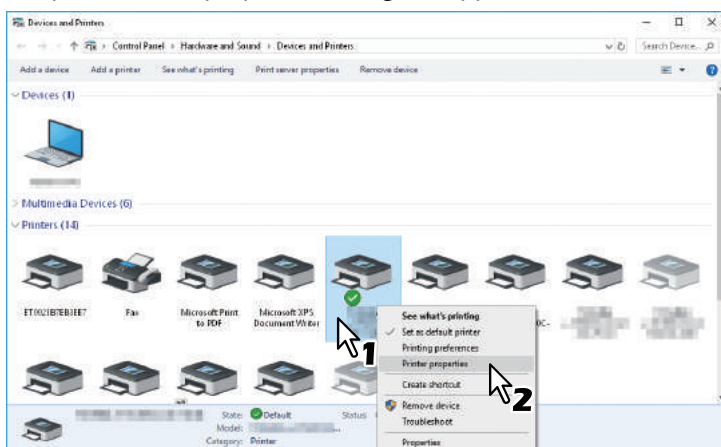 Devices and Printers
Control Panel > Hardware and Sound > Devices and Printers
Search Device...
Add a device
Add a printer
See what's printing
Print server properties
Remove device
Devices (1)
Multimedia Devices (6)
Printers (14)
Fax
Microsoft Print
to PDF
Microsoft XPS
Document Writer
0C-
1
See what's printing
Set as default printer
Printing preferences
Printer properties
Create shortcut
2
Remove device
Troubleshoot
Properties
State:
Default
Status
Model:
Category:
Printer